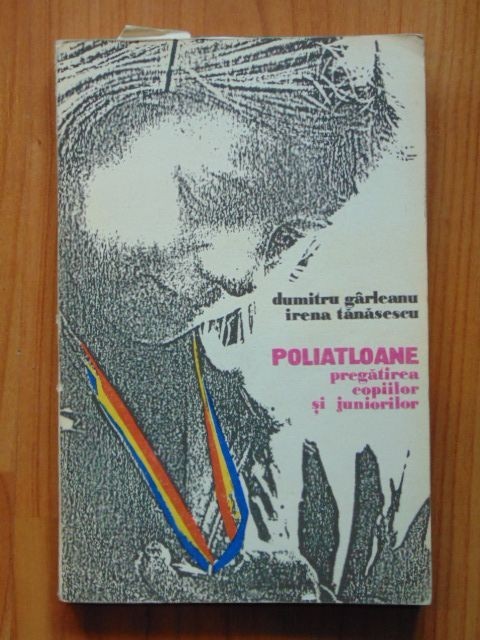 dumitru gârleanu
irena tănăsescu
POLIATLOANE
pregătirea
copiilor
și juniorilor